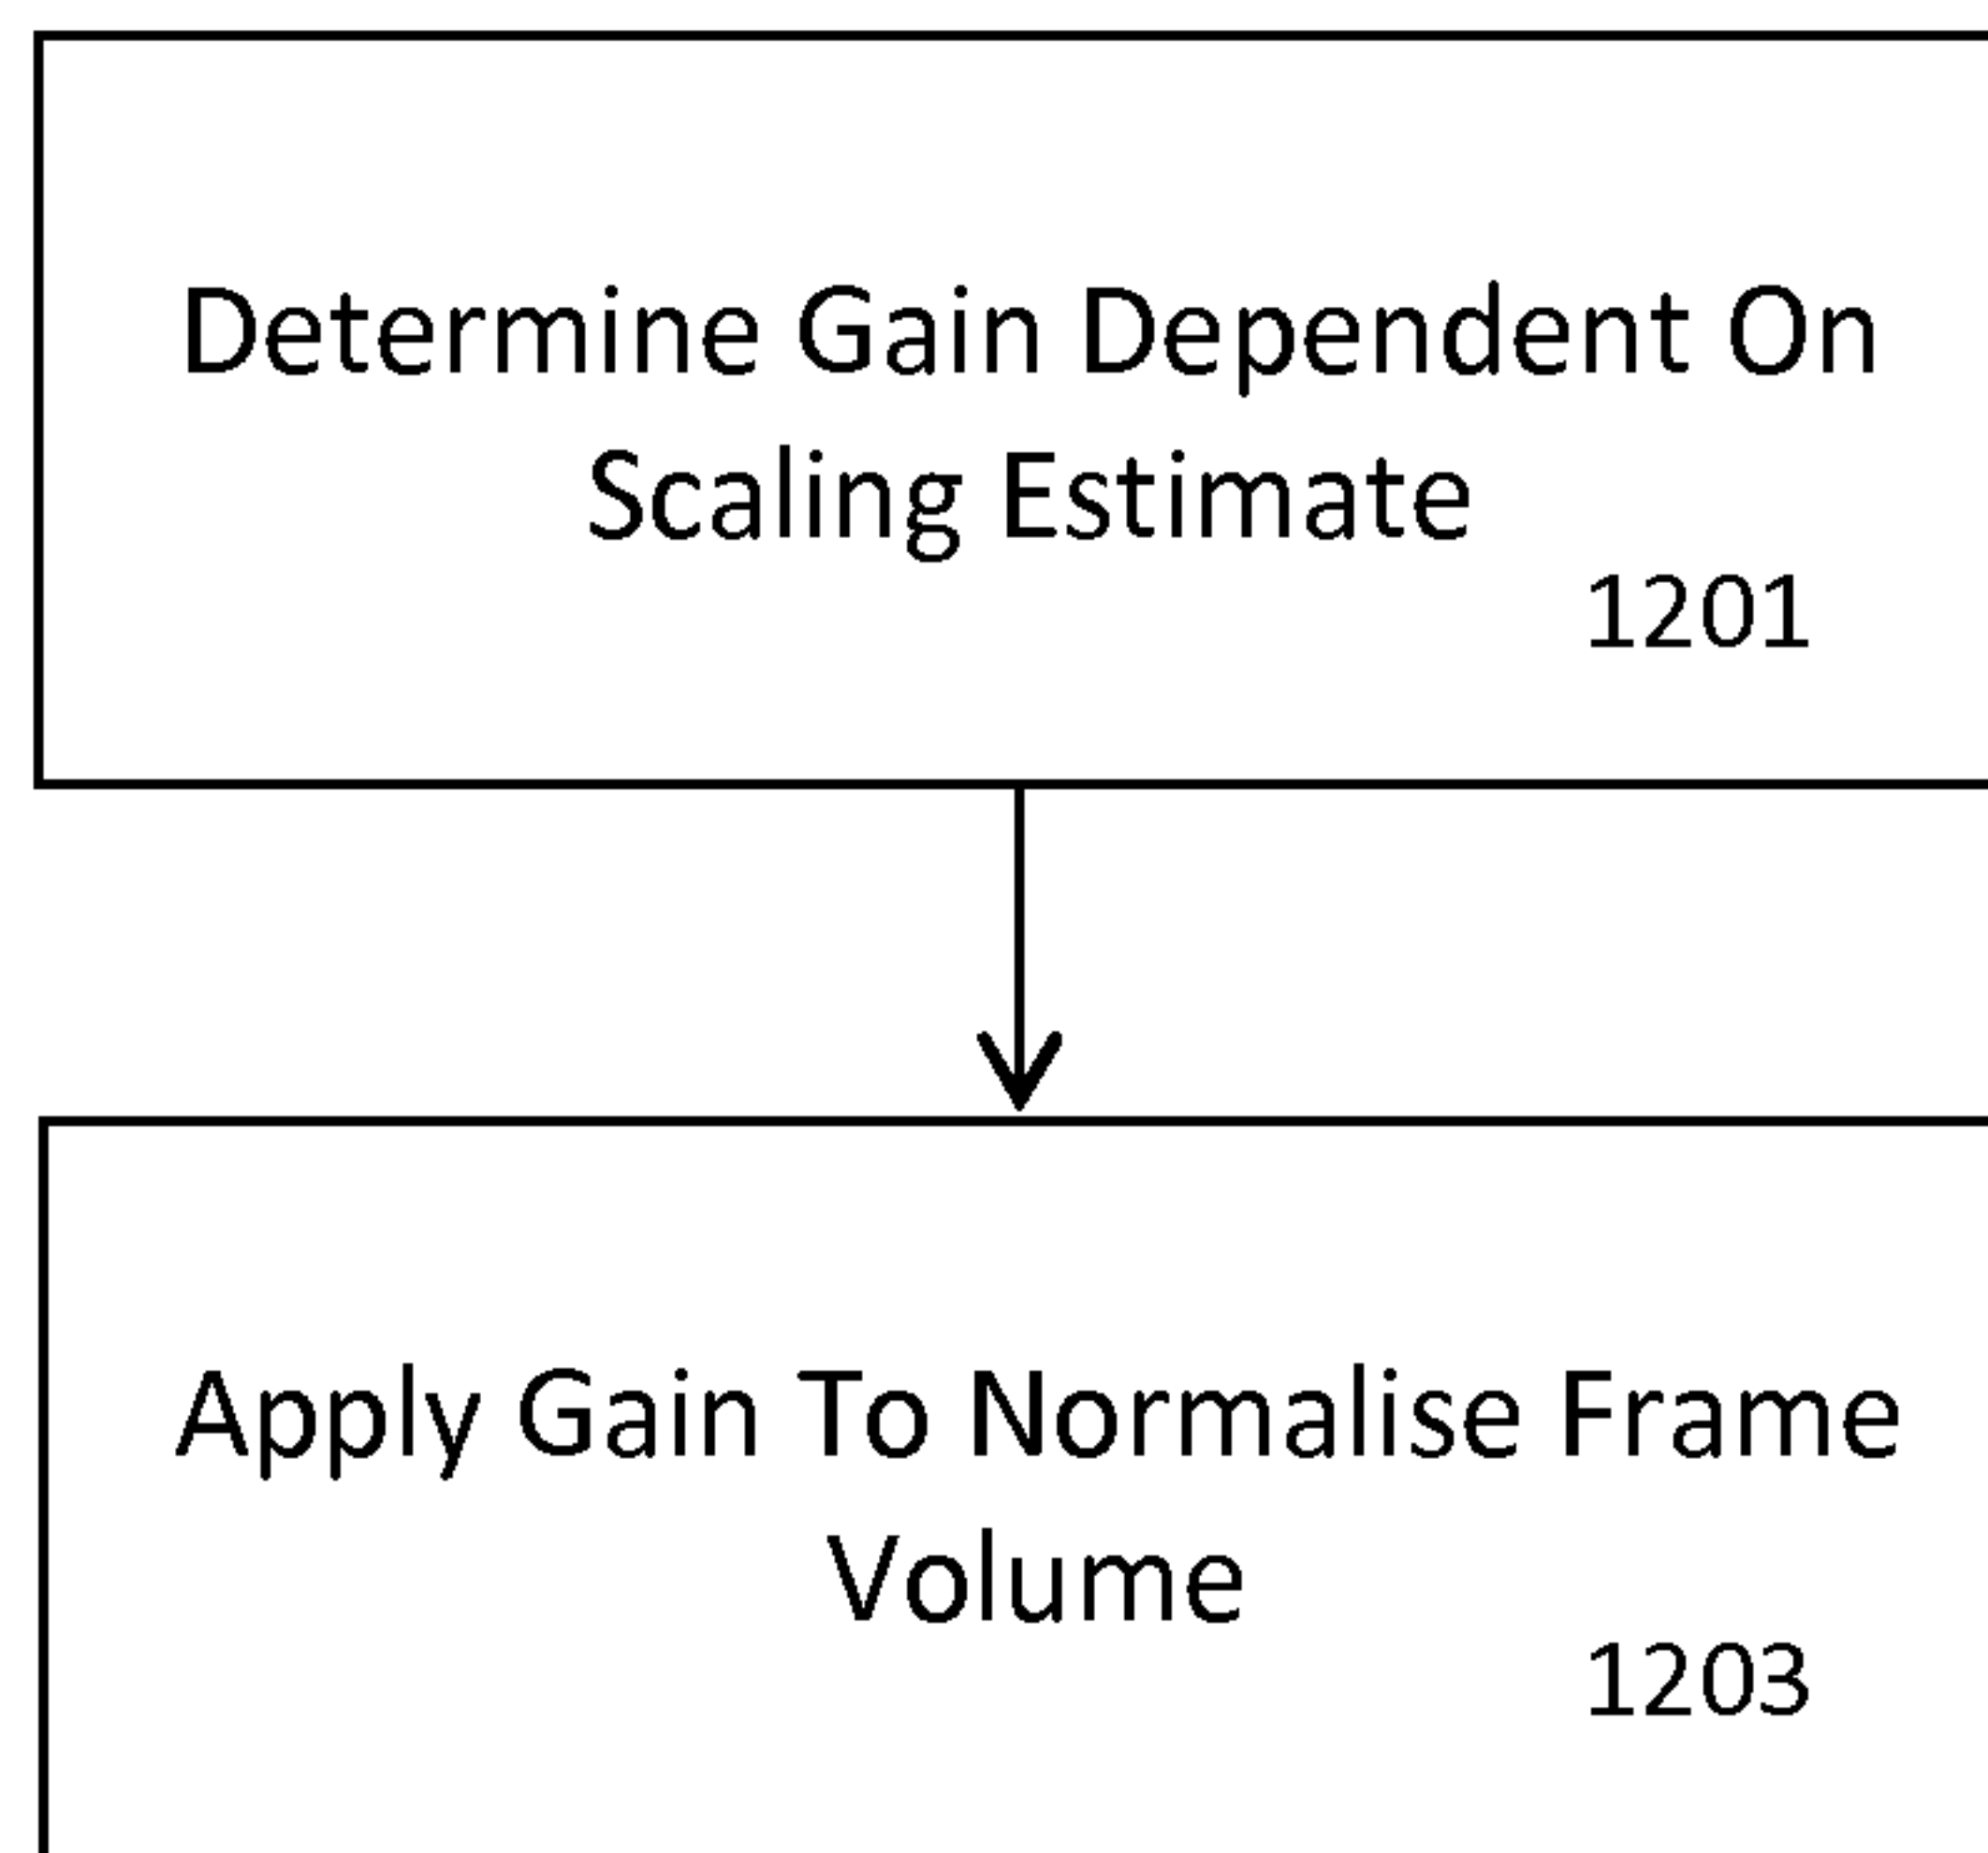 Determine Gain Dependent On
Scaling Estimate
1201
Apply Gain To Normalise Frame
Volume
1203